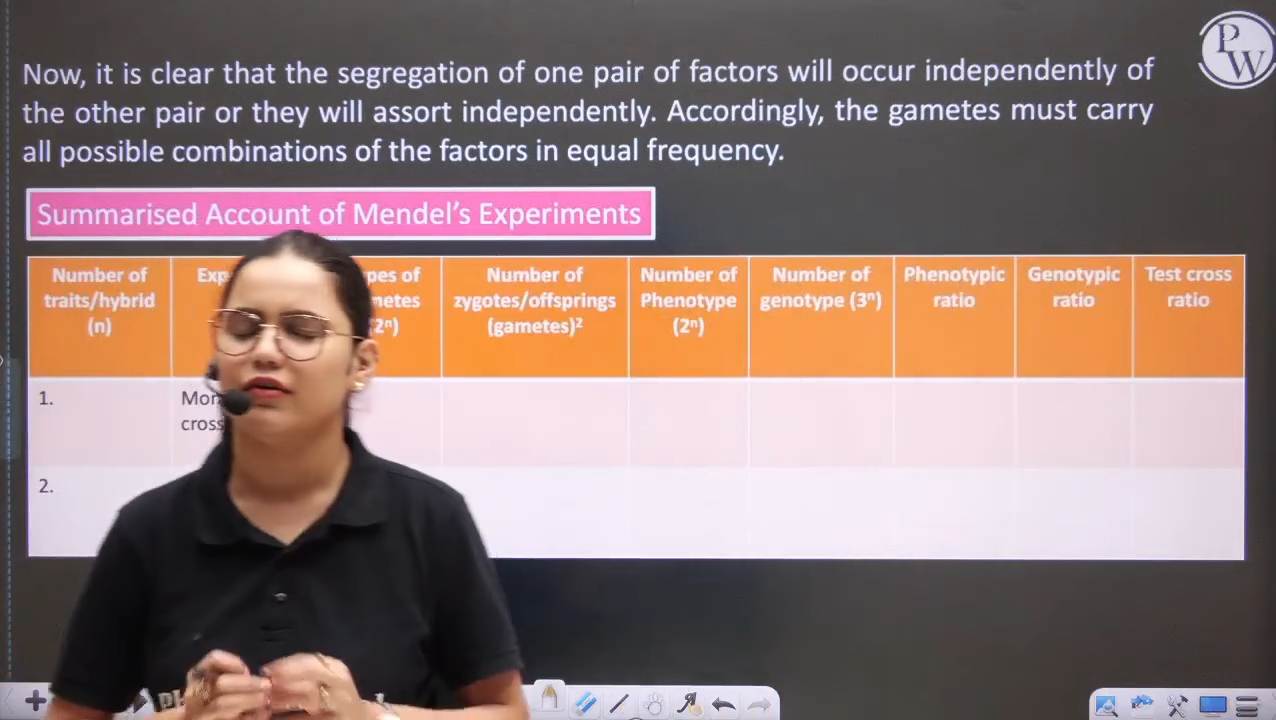 P
W
Now, it is clear that the segregation of one pair of factors will occur independently of
the other pair or they will assort independently. Accordingly, the gametes must carry
all possible combinations of the factors in equal frequency.
Summarised Account of Mendel's Experiments
Number of
traits/hybrid
(n)
Number of
zygotes/offsprings
(gametes)²
Number of
Phenotype
(2ⁿ)
Number of
genotype (3ⁿ)
Phenotypic
ratio
Genotypic
ratio
Test cross
ratio
1.
cross
2.